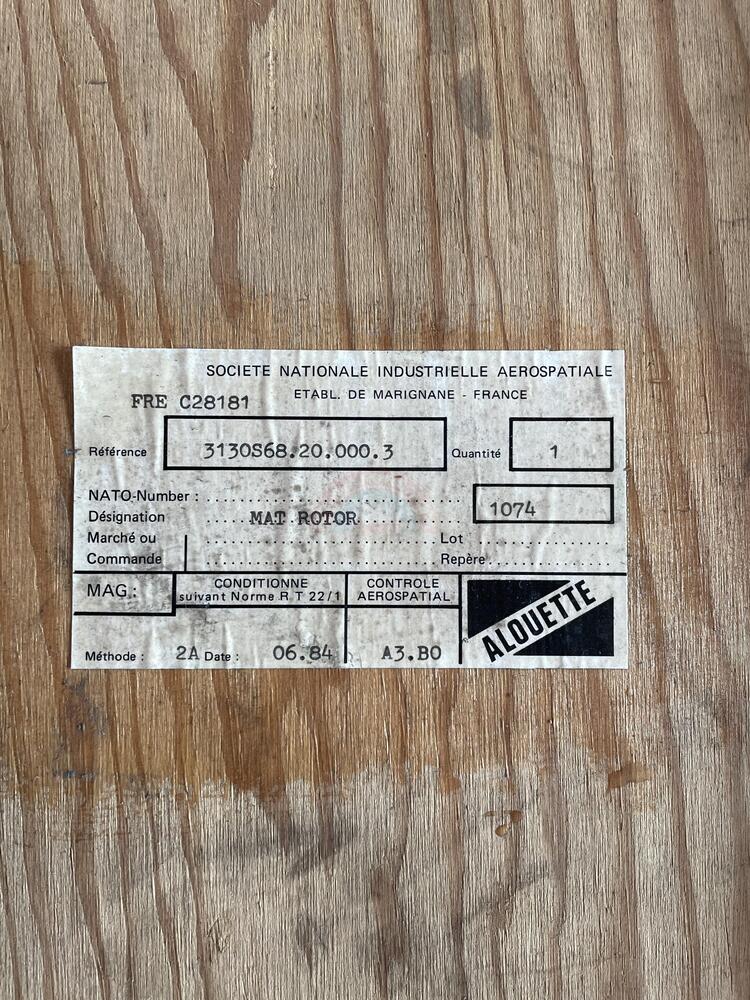 SOCIETE NATIONALE INDUSTRIELLE AEROSPATIALE
ETABL. DE MARIGNANE - FRANCE
FRE C28181
Référence 3130S68.20.000.3 Quantité 1
NATO-Number :
1074
Désignation MAT ROTOR
Marché ou Lot
Commande Repère
MAG.: CONDITIONNE CONTROLE
suivant Norme R T 22/1 AEROSPATIAL
ALOUETTE
Méthode : 2A Date : 06.84 A3.B0